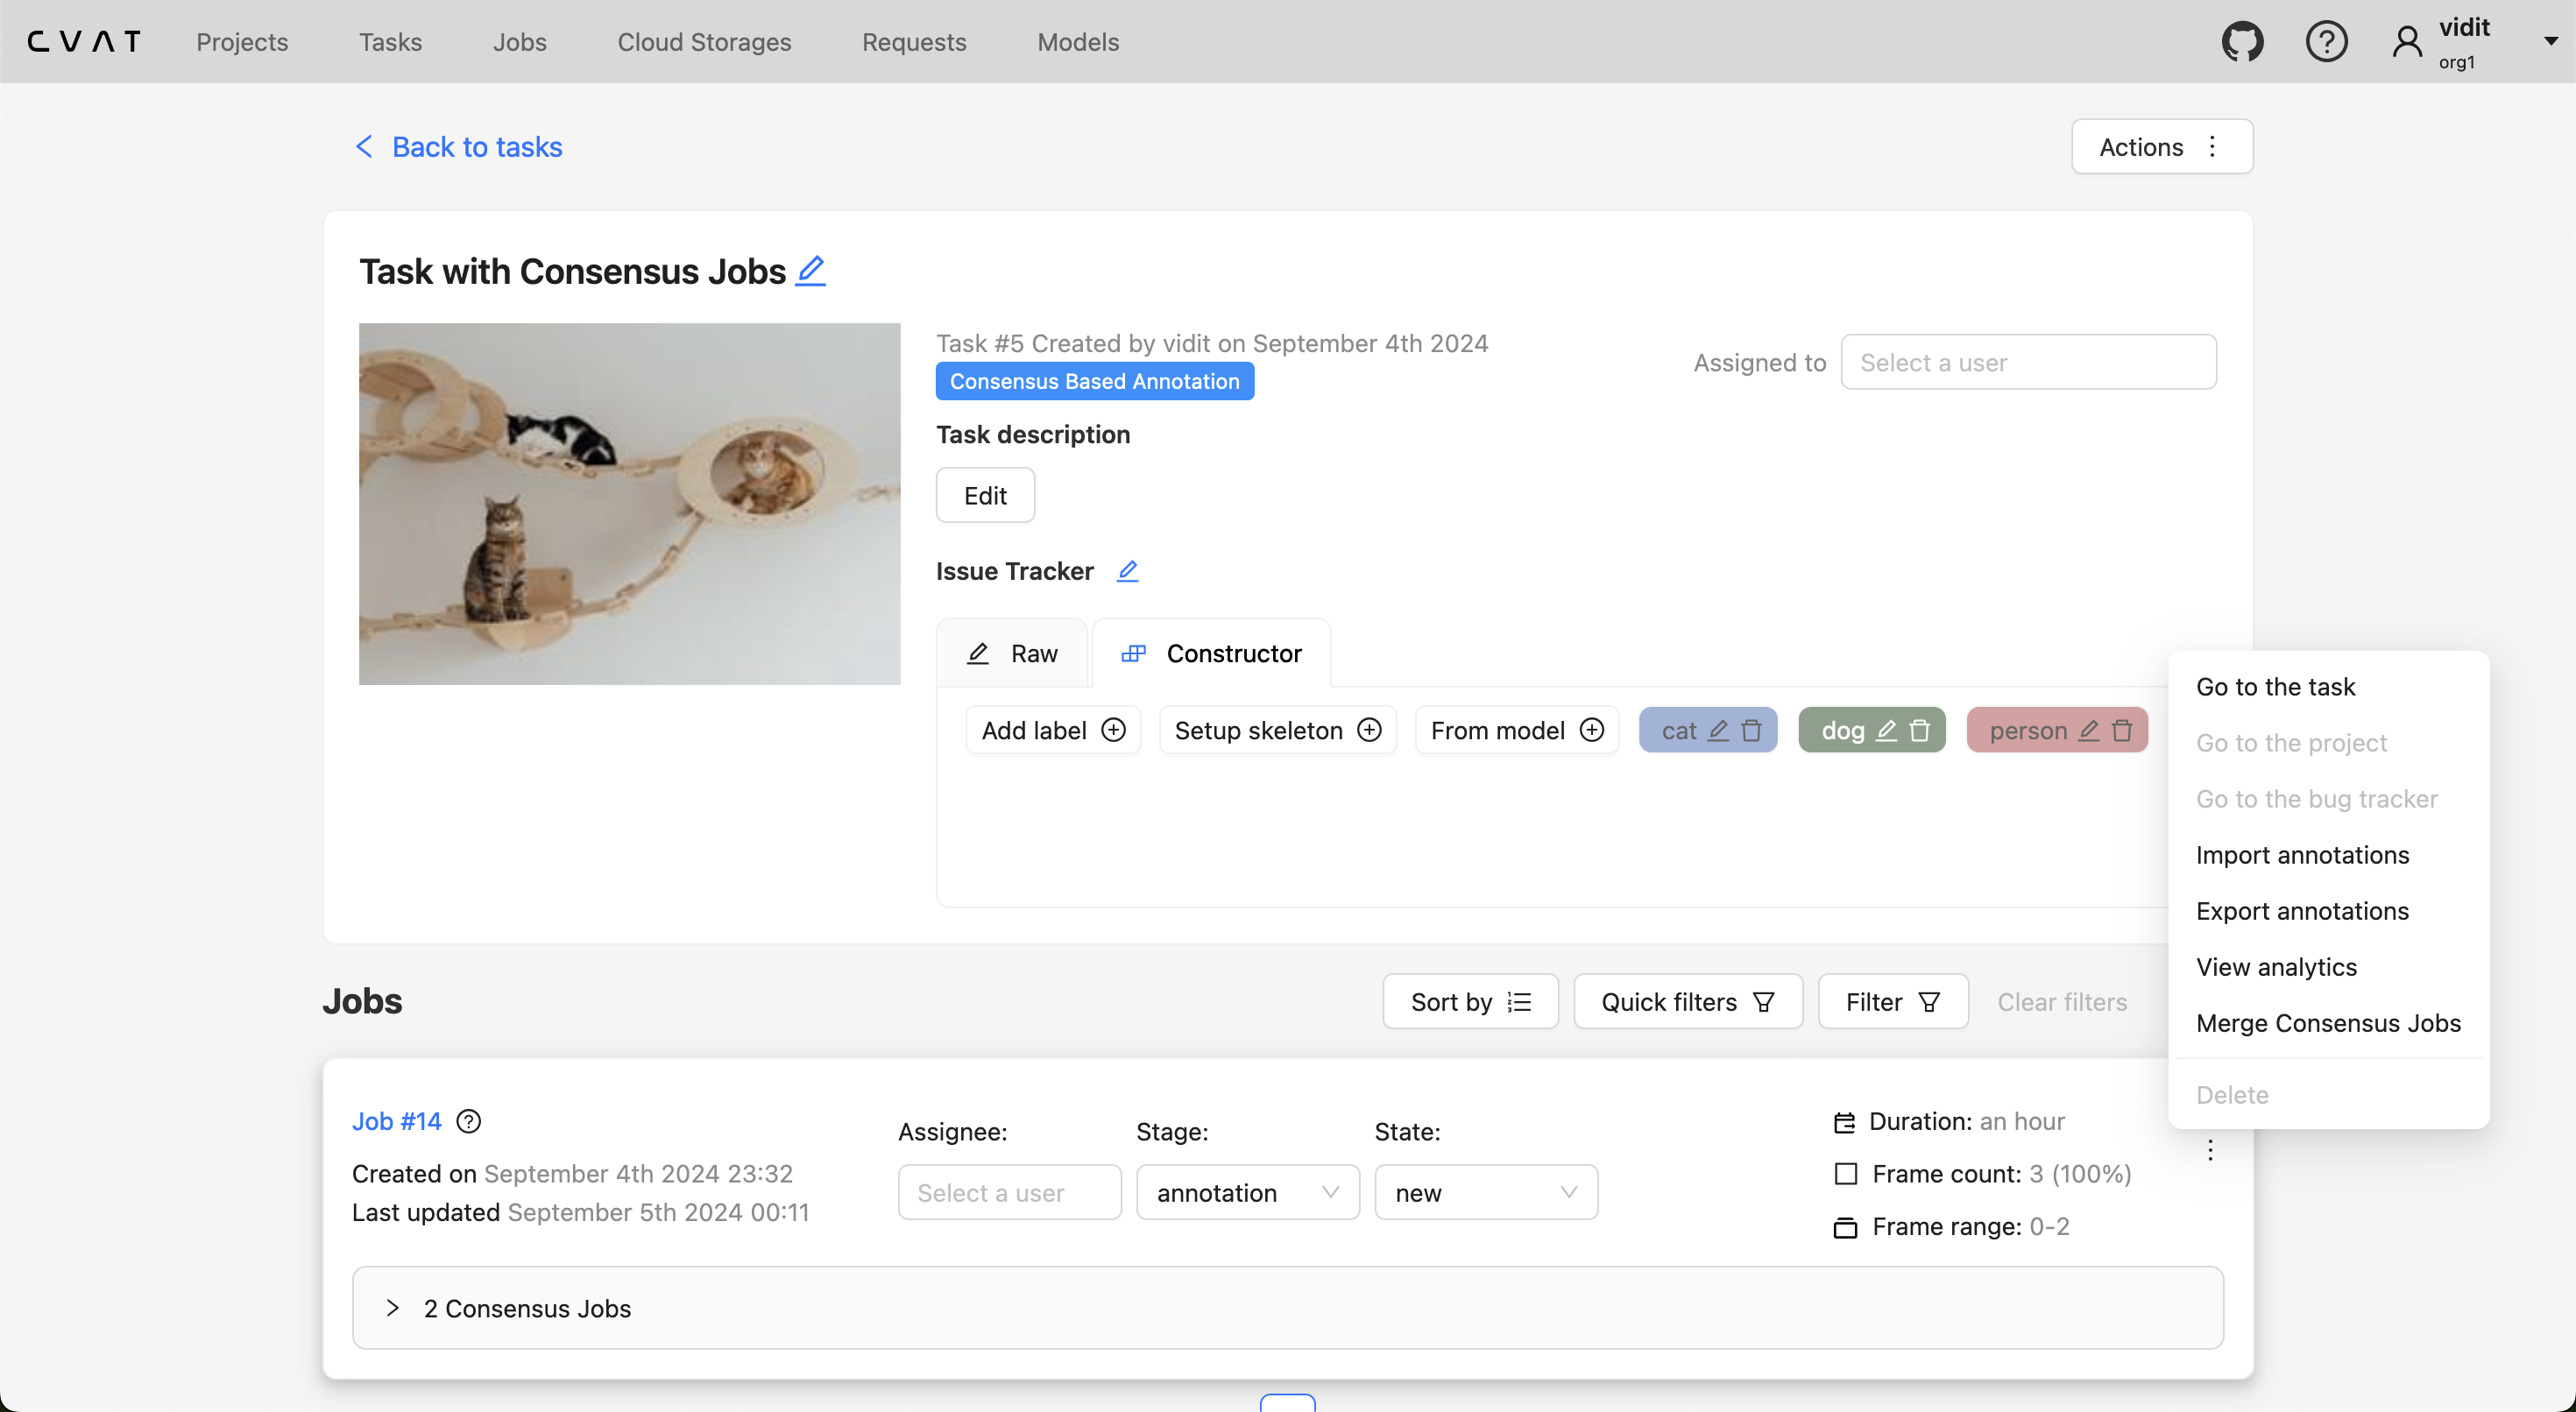 CVAT Projects Tasks Jobs Cloud Storages Requests Models vidit
org1
Back to tasks Actions
Task with Consensus Jobs
Task #5 Created by vidit on September 4th 2024
Assigned to Select a user
Consensus Based Annotation
Task description
Edit
Issue Tracker
Raw Constructor
Add label Setup skeleton From model cat dog person
Go to the task
Go to the project
Go to the bug tracker
Import annotations
Export annotations
View analytics
Merge Consensus Jobs
Delete
Jobs Sort by Quick filters Filter Clear filters
Job #14
Created on September 4th 2024 23:32
Last updated September 5th 2024 00:11
Assignee: Stage: State:
Select a user annotation new
Duration: an hour
Frame count: 3 (100%)
Frame range: 0-2
2 Consensus Jobs